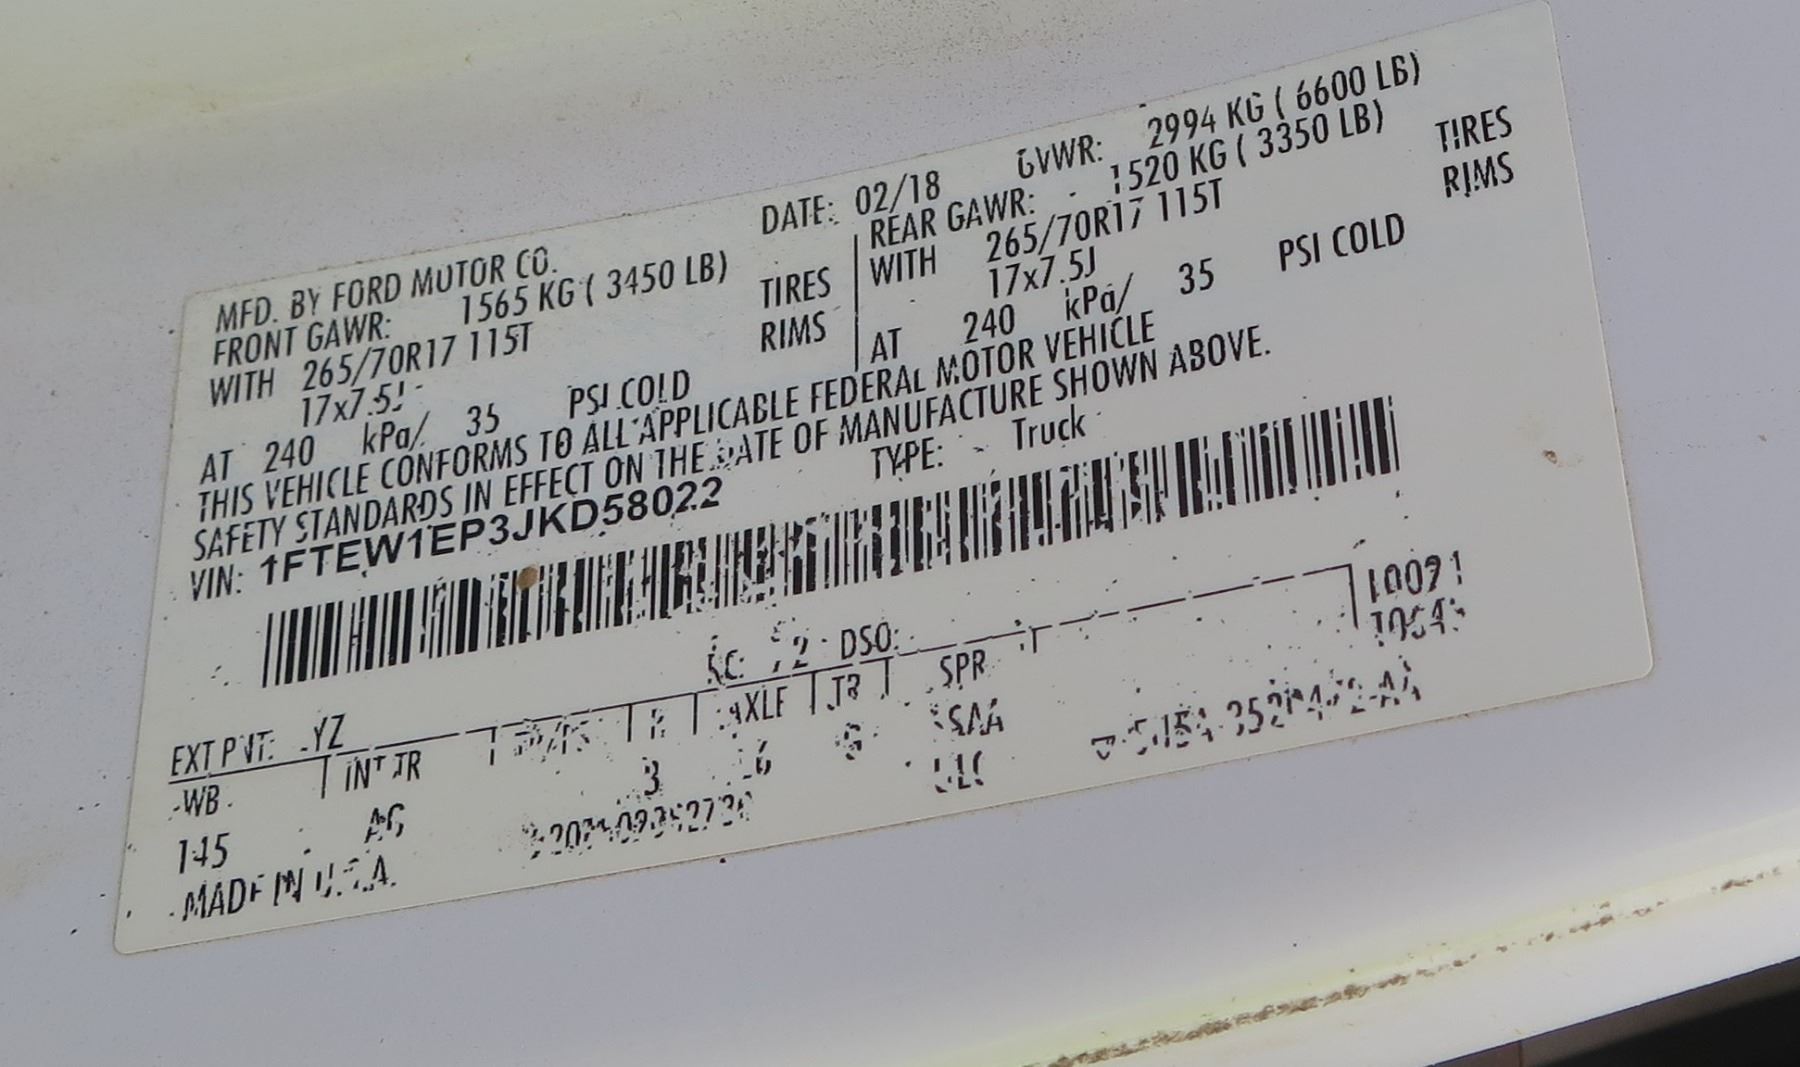 MFD. BY FORD MOTOR CO. DATE: 02/18 GVWR: 2994 KG ( 6600 LB)
FRONT GAWR: 1565 KG ( 3450 LB) REAR GAWR: 1520 KG ( 3350 LB)
WITH 265/70R17 115T TIRES WITH 265/70R17 115T TIRES
17x7.5J RIMS 17x7.5J RIMS
AT 240 kPa/ 35 PSI COLD AT 240 kPa/ 35 PSI COLD
THIS VEHICLE CONFORMS TO ALL APPLICABLE FEDERAL MOTOR VEHICLE
SAFETY STANDARDS IN EFFECT ON THE DATE OF MANUFACTURE SHOWN ABOVE.
VIN: 1FTEW1EP3JKD58022 TYPE: Truck
EXT PNT: YZ DSO:
WB INT TR AXLE TR SPR
145 AG 3
MADE IN U.S.A.